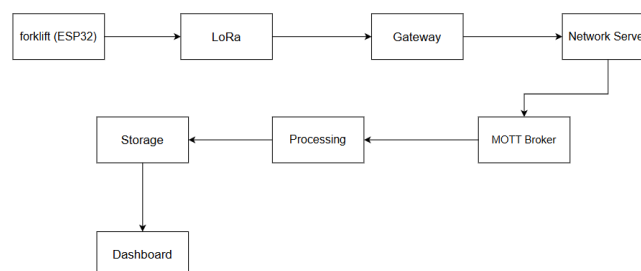 forklift (ESP32)
LoRa
Gateway
Network Serve
MOTT Broker
Processing
Storage
Dashboard